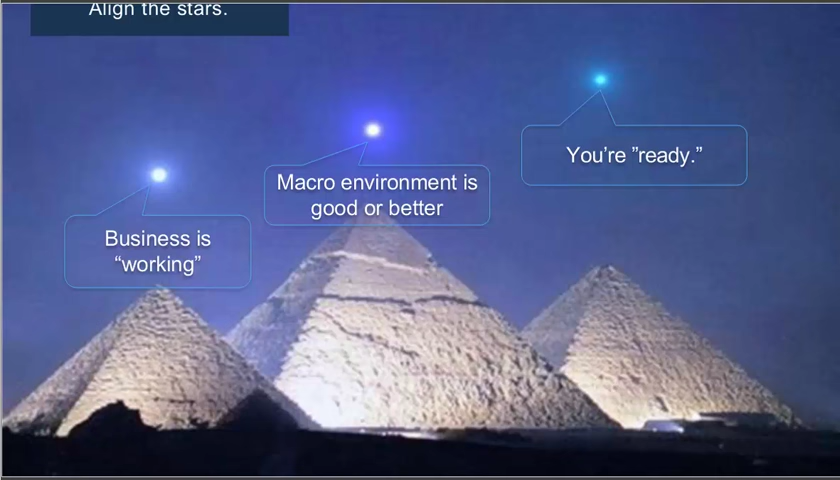 Align the stars.
You're "ready."
Macro environment is
good or better
Business is
“working”